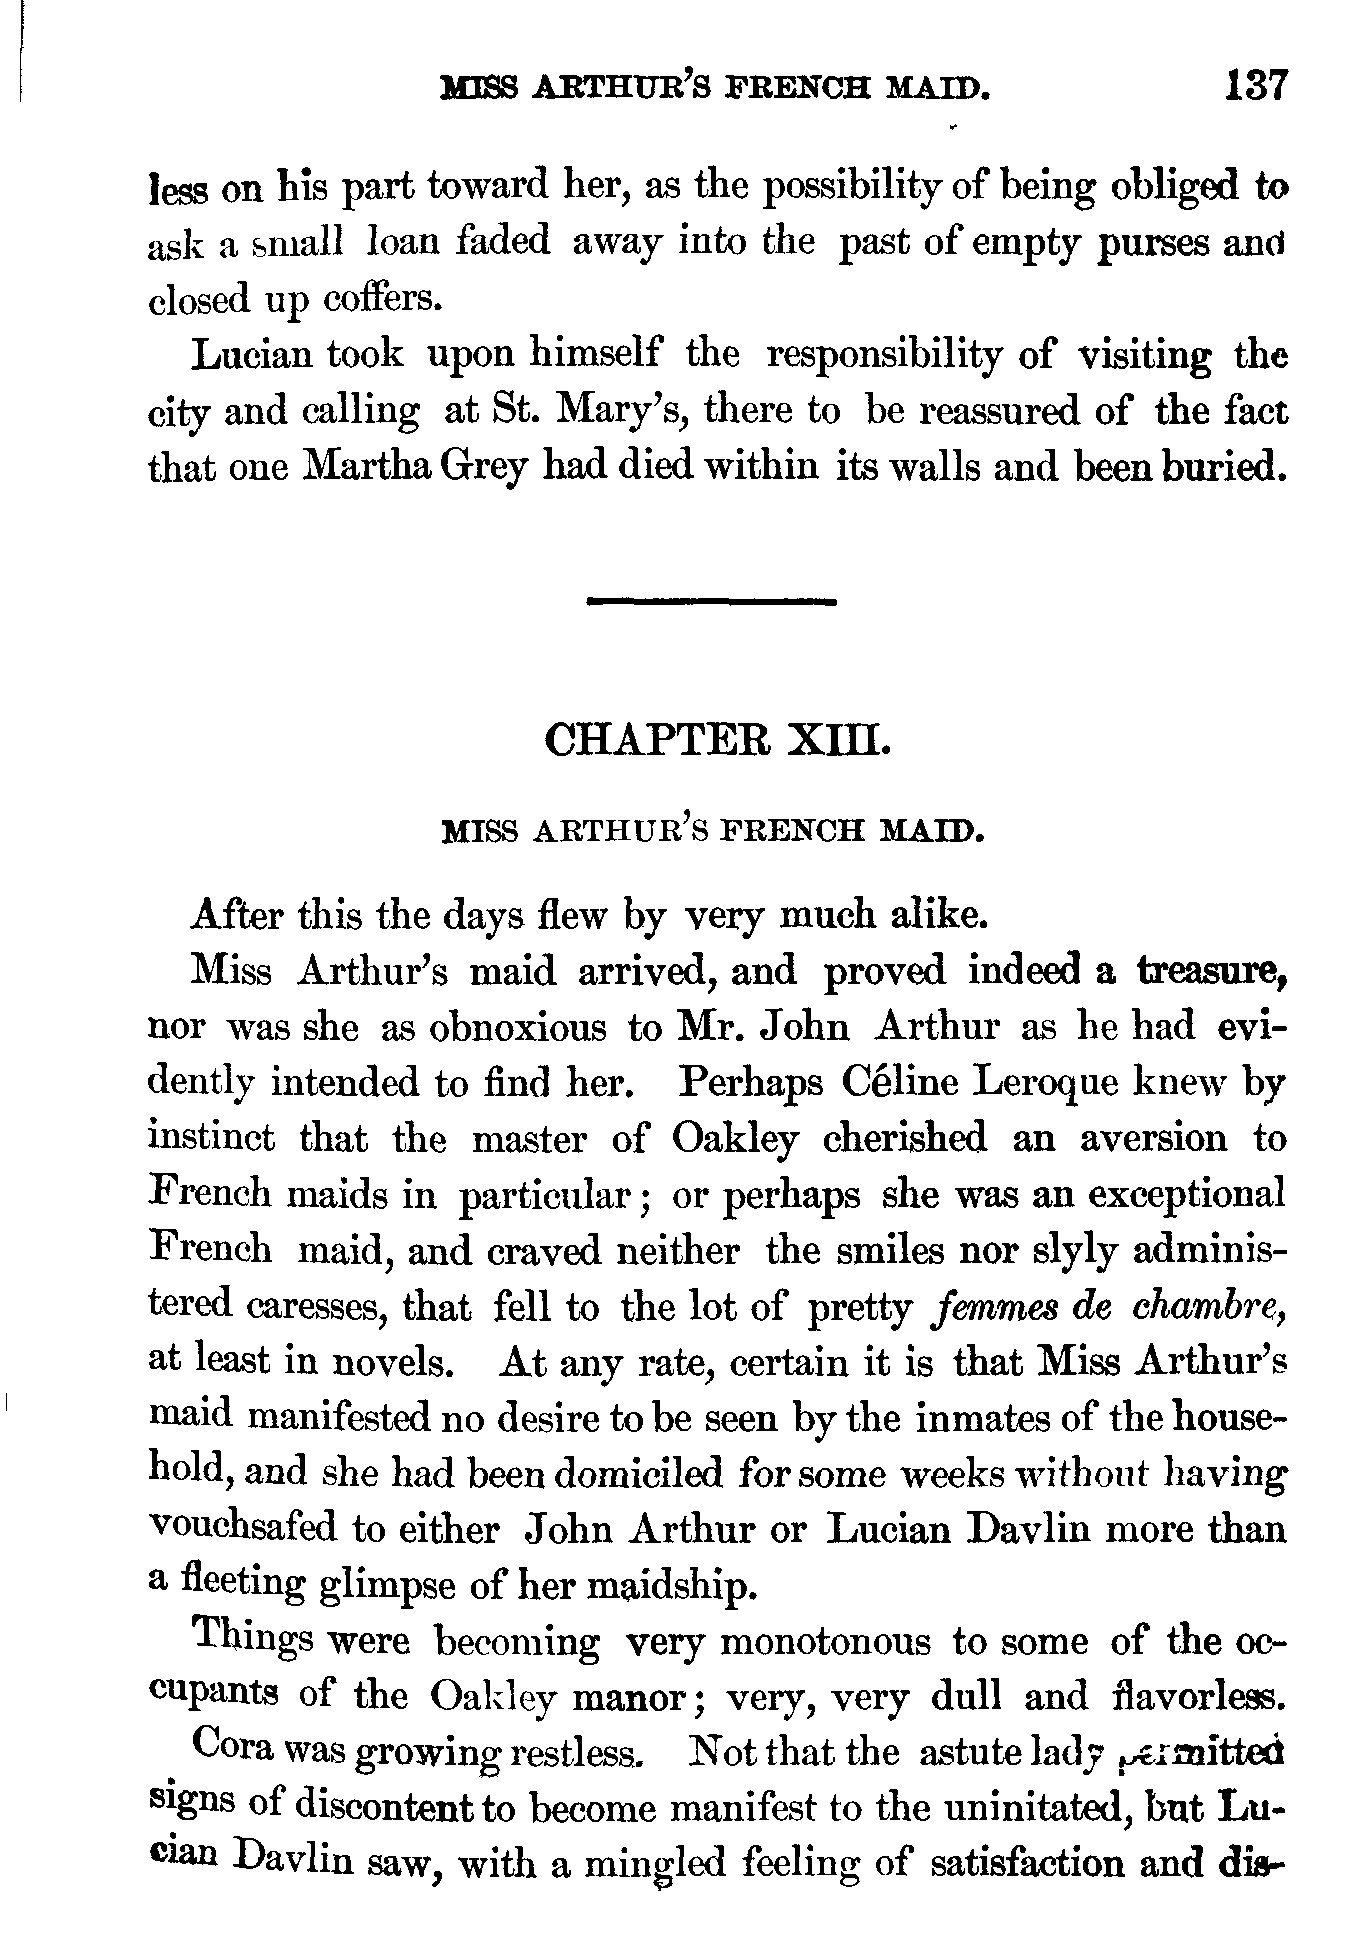 MISS ARTHUR'S FRENCH MAID. 137
less on his part toward her, as the possibility of being obliged to
ask a small loan faded away into the past of empty purses and
closed up coffers.
Lucian took upon himself the responsibility of visiting the
city and calling at St. Mary's, there to be reassured of the fact
that one Martha Grey had died within its walls and been buried.
CHAPTER XIII.
MISS ARTHUR'S FRENCH MAID.
After this the days flew by very much alike.
Miss Arthur's maid arrived, and proved indeed a treasure,
nor was she as obnoxious to Mr. John Arthur as he had evi-
dently intended to find her. Perhaps Céline Leroque knew by
instinct that the master of Oakley cherished an aversion to
French maids in particular; or perhaps she was an exceptional
French maid, and craved neither the smiles nor slyly adminis-
tered caresses, that fell to the lot of pretty femmes de chambre,
at least in novels. At any rate, certain it is that Miss Arthur's
maid manifested no desire to be seen by the inmates of the house-
hold, and she had been domiciled for some weeks without having
vouchsafed to either John Arthur or Lucian Davlin more than
a fleeting glimpse of her maidship.
Things were becoming very monotonous to some of the oc-
cupants of the Oakley manor; very, very dull and flavorless.
Cora was growing restless. Not that the astute lady permitted
signs of discontent to become manifest to the uninitated, but Lu-
cian Davlin saw, with a mingled feeling of satisfaction and dis-